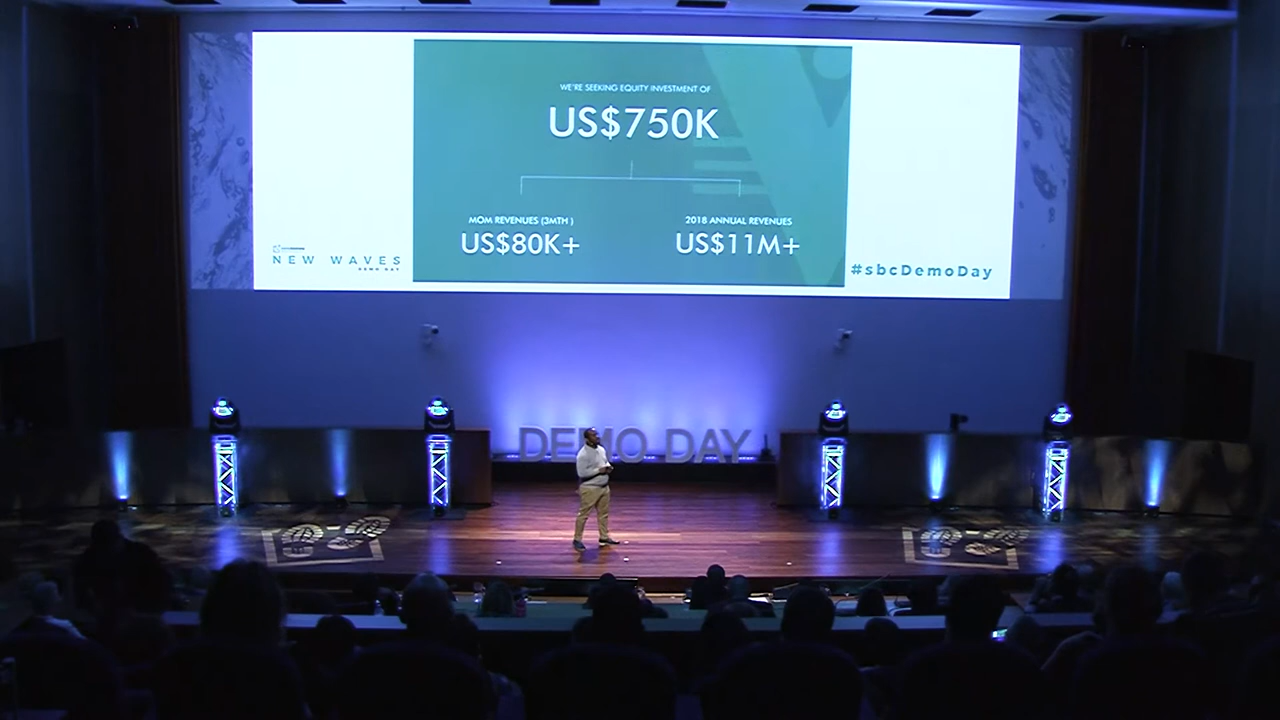 WE'RE SEEKING EQUITY INVESTMENT OF
US$750K
MOM REVENUES (3MTH )
US$80K+
2018 ANNUAL REVENUES
US$11M+
NEW WAVES
DEMO DAY
#sbcDemoDay
DEMO DAY